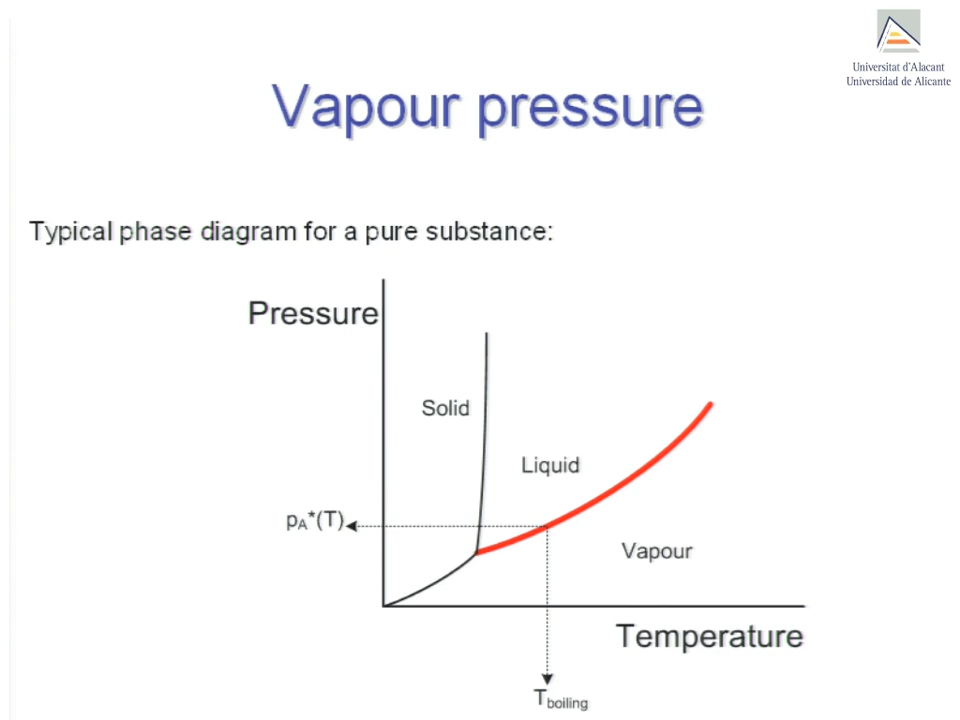 Universitat d'Alacant
Universidad de Alicante
Vapour pressure
Typical phase diagram for a pure substance:
Pressure
Solid
Liquid
pA*(T)
Vapour
Temperature
Tboiling